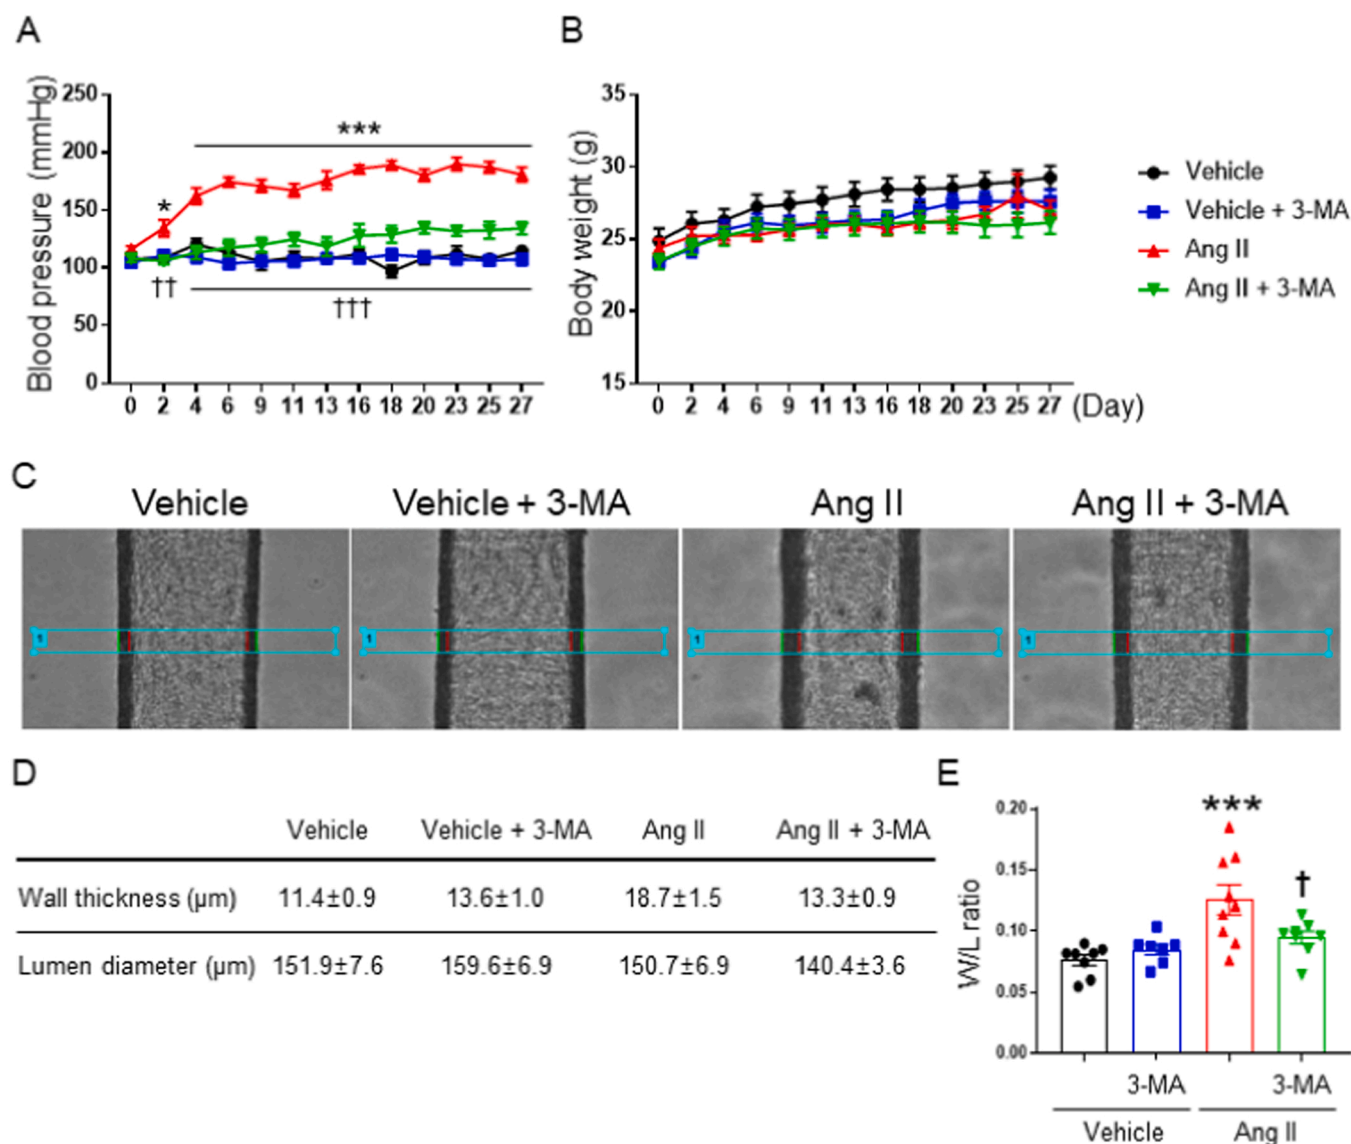 A
Blood pressure (mmHg)
250
200
150
100
50
0
***
*
††
†††
0 2 4 6 9 11 13 16 18 20 23 25 27
B
Body weight (g)
35
30
25
20
15
0 2 4 6 9 11 13 16 18 20 23 25 27 (Day)
Vehicle
Vehicle + 3-MA
Ang II
Ang II + 3-MA
C
Vehicle Vehicle + 3-MA Ang II Ang II + 3-MA
1 1 1 1
D
Vehicle Vehicle + 3-MA Ang II Ang II + 3-MA
Wall thickness (µm) 11.4±0.9 13.6±1.0 18.7±1.5 13.3±0.9
Lumen diameter (µm) 151.9±7.6 159.6±6.9 150.7±6.9 140.4±3.6
E
W/L ratio
0.20
0.15
0.10
0.05
0.00
***
†
3-MA 3-MA
Vehicle Ang II